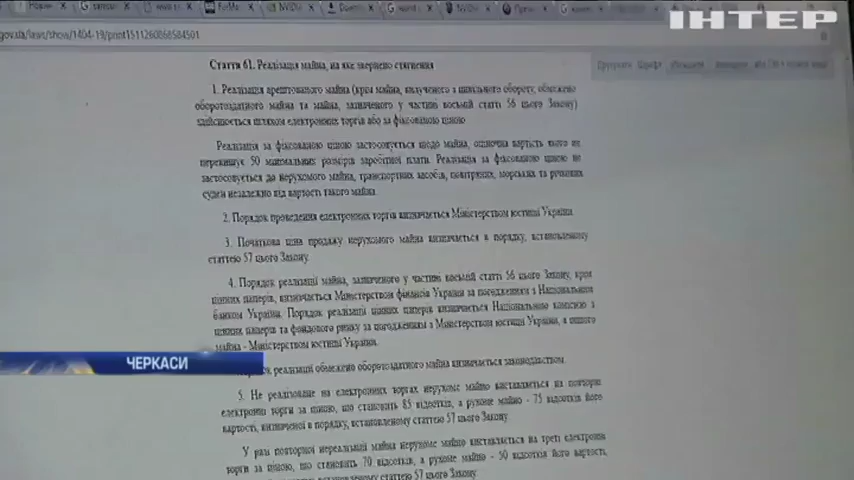 ІНТЕР
gov.ua/laws/show/1404-19/print1511260868584501
Стаття 61. Реалізація майна, на яке звернено стягнення
1. Реалізація арештованого майна (крім майна, вилученого з цивільного обороту, обмежено
оборотоздатного майна та майна, зазначеного у частині восьмій статті 56 цього Закону)
здійснюється шляхом електронних торгів або за фіксованою ціною.
Реалізація за фіксованою ціною застосовується щодо майна, оціночна вартість якого не
перевищує 50 мінімальних розмірів заробітної плати. Реалізація за фіксованою ціною не
застосовується до нерухомого майна, транспортних засобів, повітряних, морських та річкових
суден незалежно від вартості такого майна.
2. Порядок проведення електронних торгів визначається Міністерством юстиції України.
3. Початкова ціна продажу нерухомого майна визначається в порядку, встановленому
статтею 57 цього Закону.
4. Порядок реалізації майна, зазначеного у частині восьмій статті 56 цього Закону, крім
цінних паперів, визначається Міністерством фінансів України за погодженням з Національним
банком України. Порядок реалізації цінних паперів визначається Національною комісією з
цінних паперів та фондового ринку за погодженням з Міністерством юстиції України, а іншого
майна - Міністерством юстиції України.
ЧЕРКАСИ
реалізації обмежено оборотоздатного майна визначається законодавством.
5. Не реалізоване на електронних торгах нерухоме майно виставляється на повторні
електронні торги за ціною, що становить 85 відсотків, а рухоме майно - 75 відсотків його
вартості, визначеної в порядку, встановленому статтею 57 цього Закону.
У разі повторної нереалізації майна нерухоме майно виставляється на треті електронні
торги за ціною, що становить 70 відсотків, а рухоме майно - 50 відсотків його вартості,
статтею 57 цього Закону.